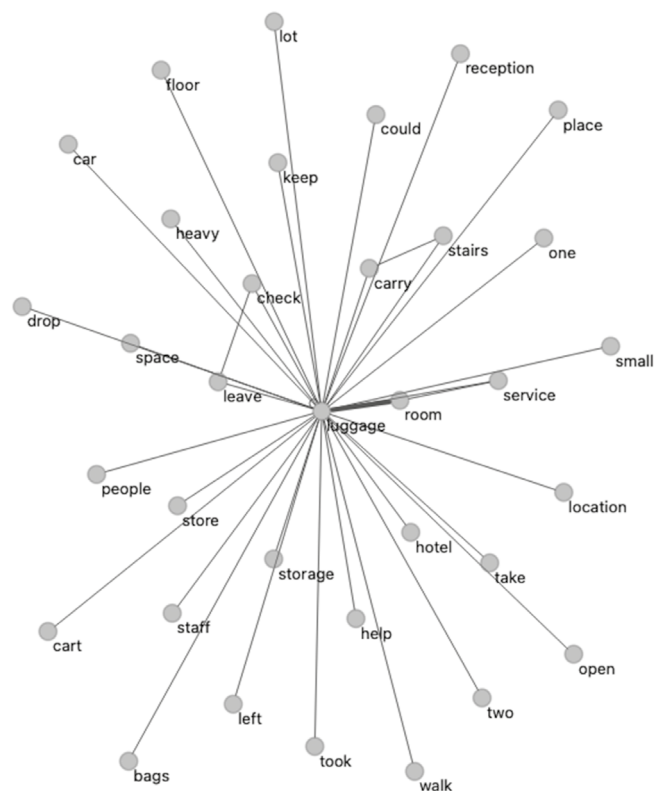 lot
reception
floor
place
could
car
keep
heavy
stairs
one
carry
check
drop
space
small
leave
service
room
luggage
people
location
store
hotel
storage
take
cart
staff
help
open
left
two
took
bags
walk